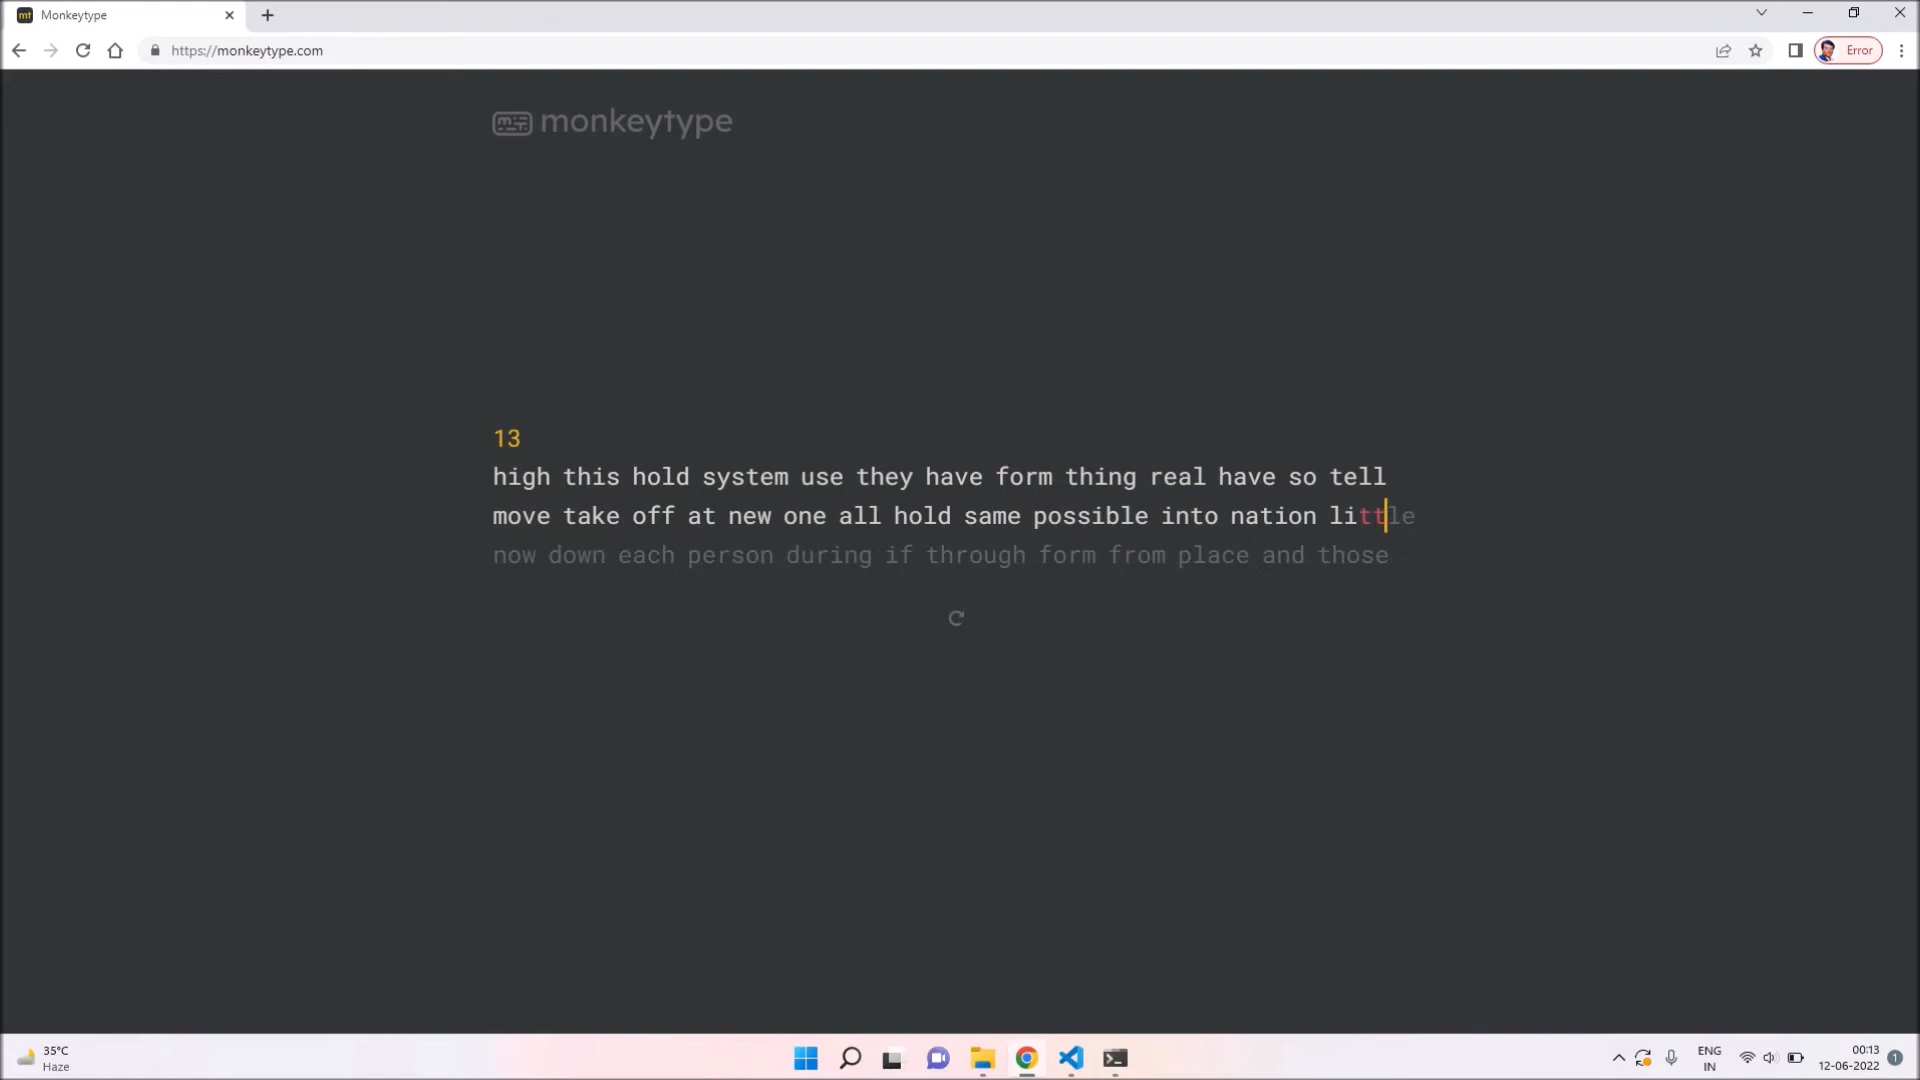 mt Monkeytype
https://monkeytype.com
Error
monkeytype
13
high this hold system use they have form thing real have so tell
move take off at new one all hold same possible into nation little
now down each person during if through form from place and those
35°C
Haze
ENG
IN
00:13
12-06-2022
1